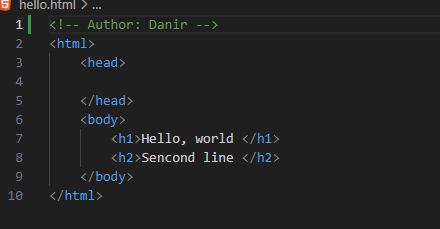 hello.html > ...
1 <!-- Author: Danir -->
2 <html>
3     <head>
4
5     </head>
6     <body>
7         <h1>Hello, world </h1>
8         <h2>Sencond line </h2>
9     </body>
10 </html>